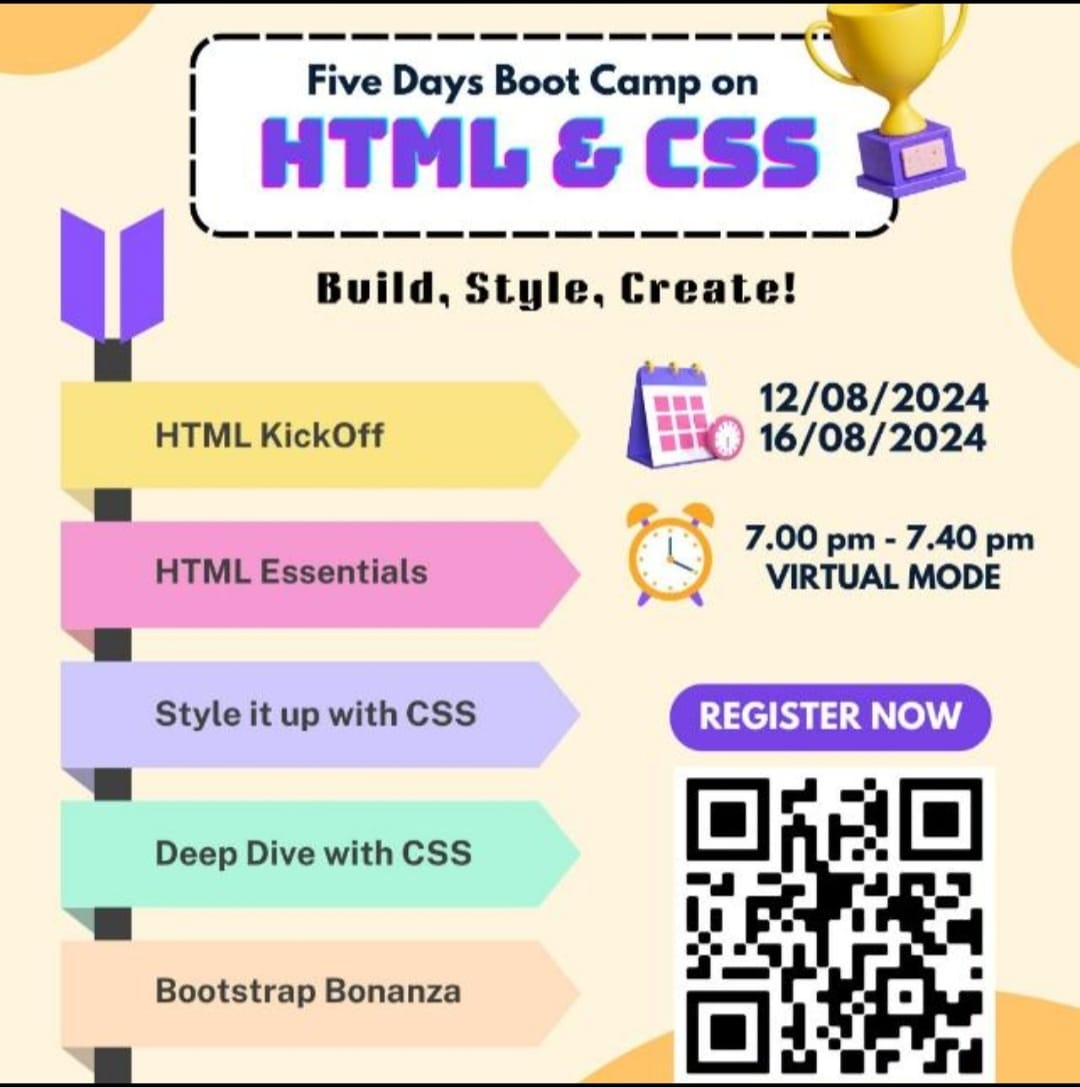 Five Days Boot Camp on
HTML & CSS
Build, Style, Create!
HTML KickOff
HTML Essentials
Style it up with CSS
Deep Dive with CSS
Bootstrap Bonanza
12/08/2024
16/08/2024
7.00 pm - 7.40 pm
VIRTUAL MODE
REGISTER NOW